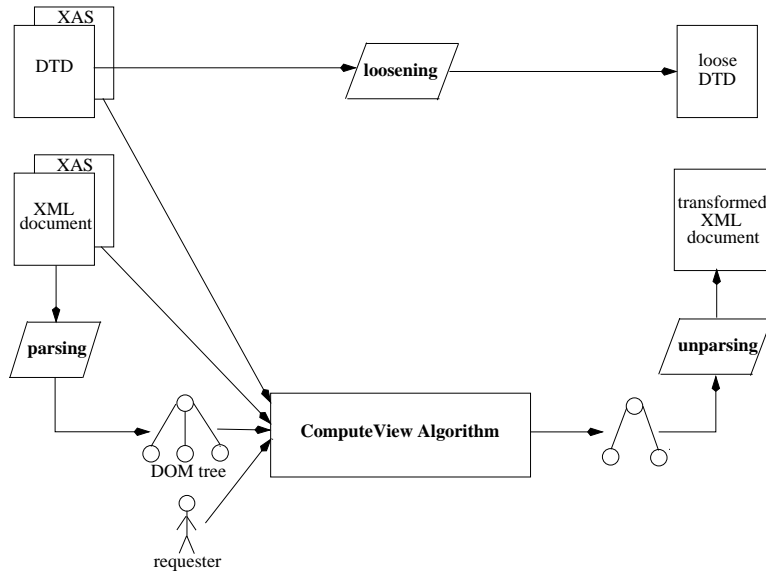 XAS
DTD
loosening
loose
DTD
XAS
XML
document
transformed
XML
document
parsing
unparsing
ComputeView Algorithm
DOM tree
requester